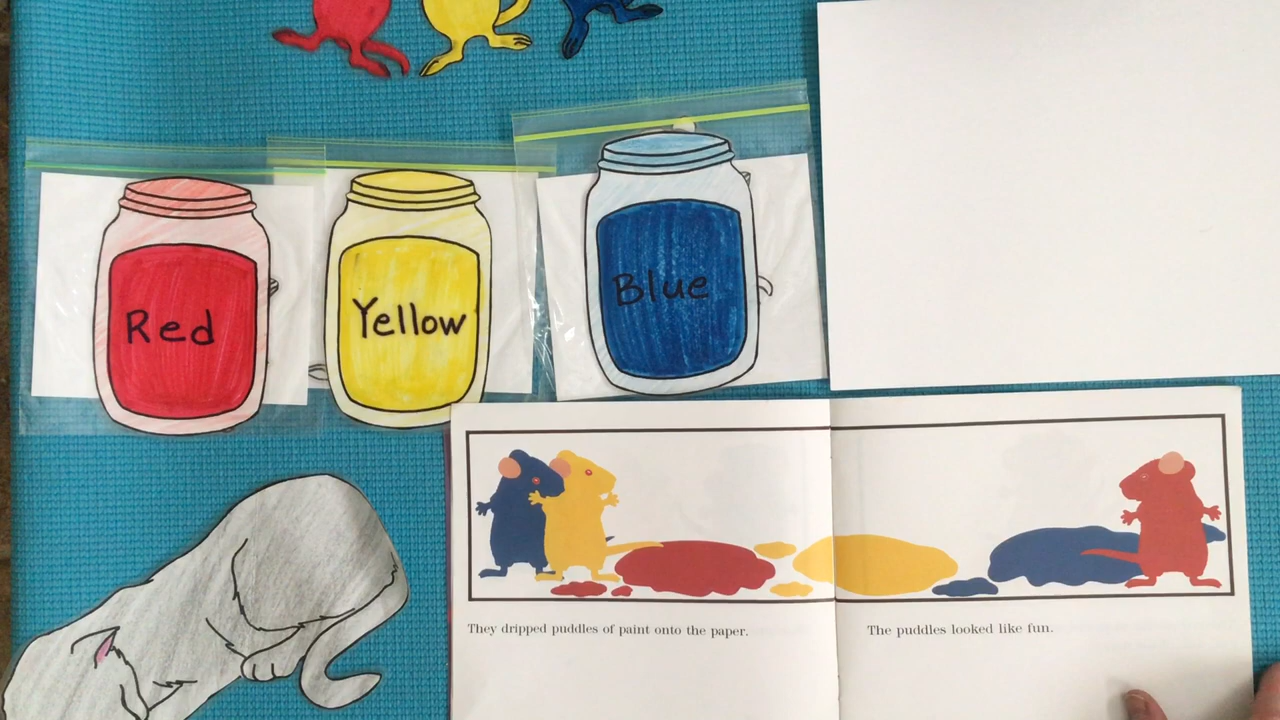 Red
Yellow
Blue
They dripped puddles of paint onto the paper.
The puddles looked like fun.